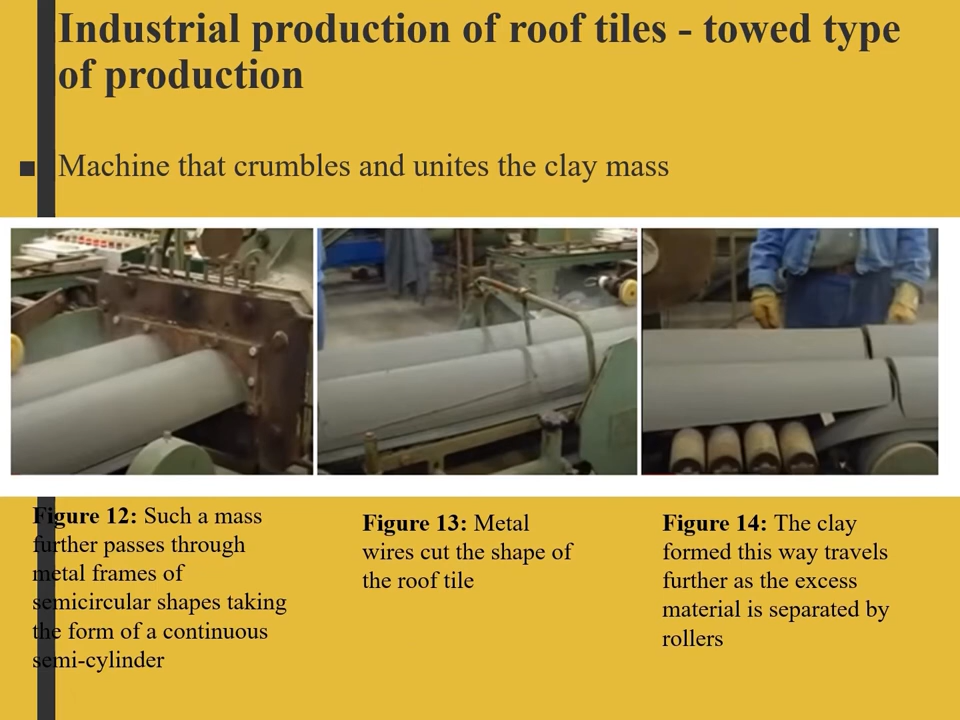 Industrial production of roof tiles - towed type
of production
■ Machine that crumbles and unites the clay mass
Figure 12: Such a mass
further passes through
metal frames of
semicircular shapes taking
the form of a continuous
semi-cylinder
Figure 13: Metal
wires cut the shape of
the roof tile
Figure 14: The clay
formed this way travels
further as the excess
material is separated by
rollers